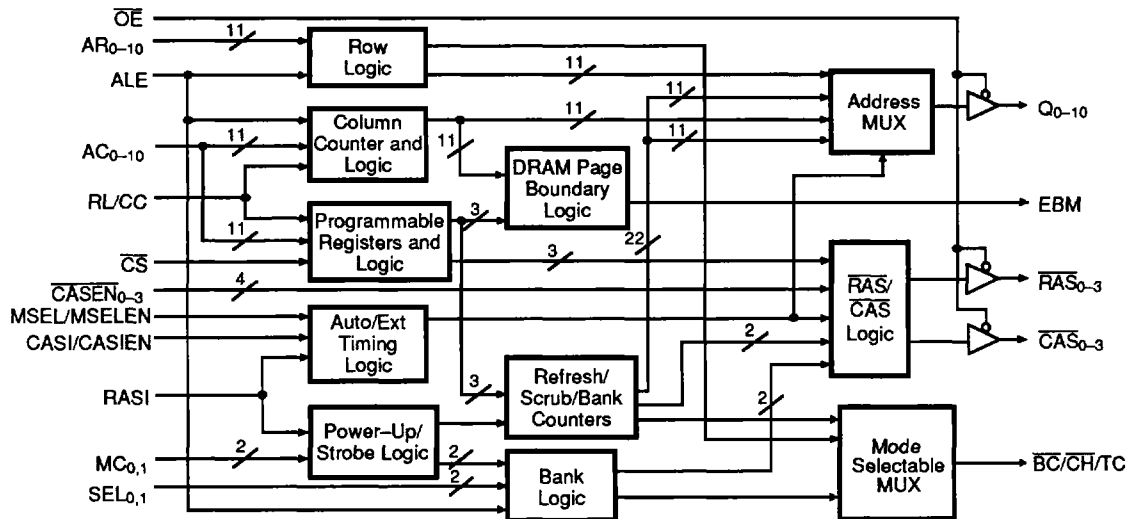 OE
AR0–10
ALE
AC0–10
RL/CC
CS
CASEN0–3
MSEL/MSELEN
CASI/CASIEN
RASI
MC0,1
SEL0,1
11
11
11
4
2
2
Row
Logic
Column
Counter and
Logic
Programmable
Registers and
Logic
Auto/Ext
Timing
Logic
Power–Up/
Strobe Logic
2
11
11
11
3
3
3
DRAM Page
Boundary
Logic
Refresh/
Scrub/Bank
Counters
Bank
Logic
11
11
22
2
2
Address
MUX
RAS/
CAS
Logic
Mode
Selectable
MUX
Q0–10
EBM
RAS0–3
CAS0–3
BC/CH/TC